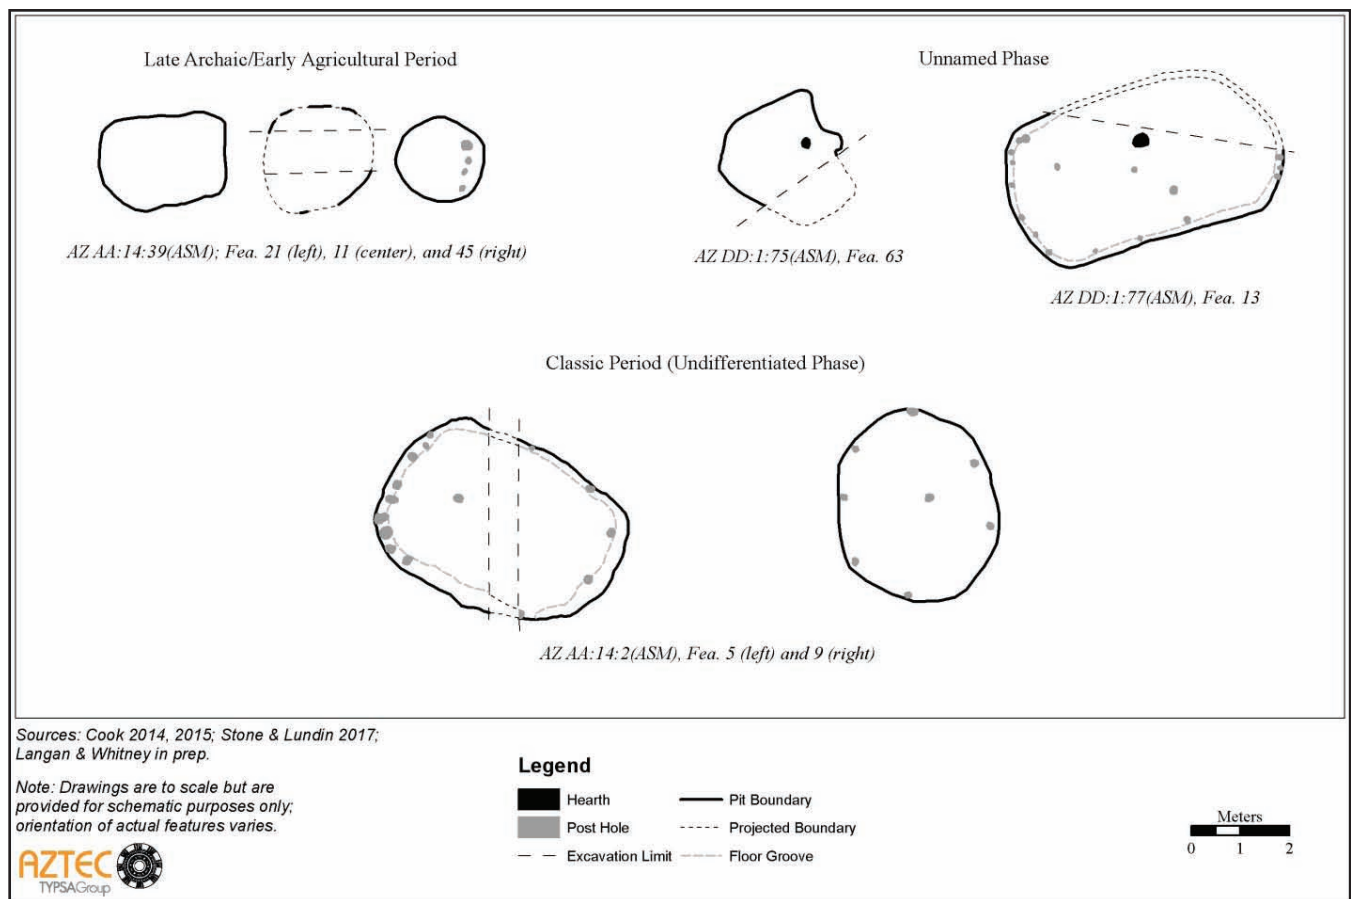 Late Archaic/Early Agricultural Period
Unnamed Phase
AZ AA:14:39(ASM); Fea. 21 (left), 11 (center), and 45 (right)
AZ DD:1:75(ASM), Fea. 63
AZ DD:1:77(ASM), Fea. 13
Classic Period (Undifferentiated Phase)
AZ AA:14:2(ASM), Fea. 5 (left) and 9 (right)
Sources: Cook 2014, 2015; Stone & Lundin 2017;
Langan & Whitney in prep.
Note: Drawings are to scale but are
provided for schematic purposes only;
orientation of actual features varies.
AZTEC
TYPSAGroup
Legend
Hearth
Pit Boundary
Post Hole
Projected Boundary
Excavation Limit
Floor Groove
Meters
0 1 2